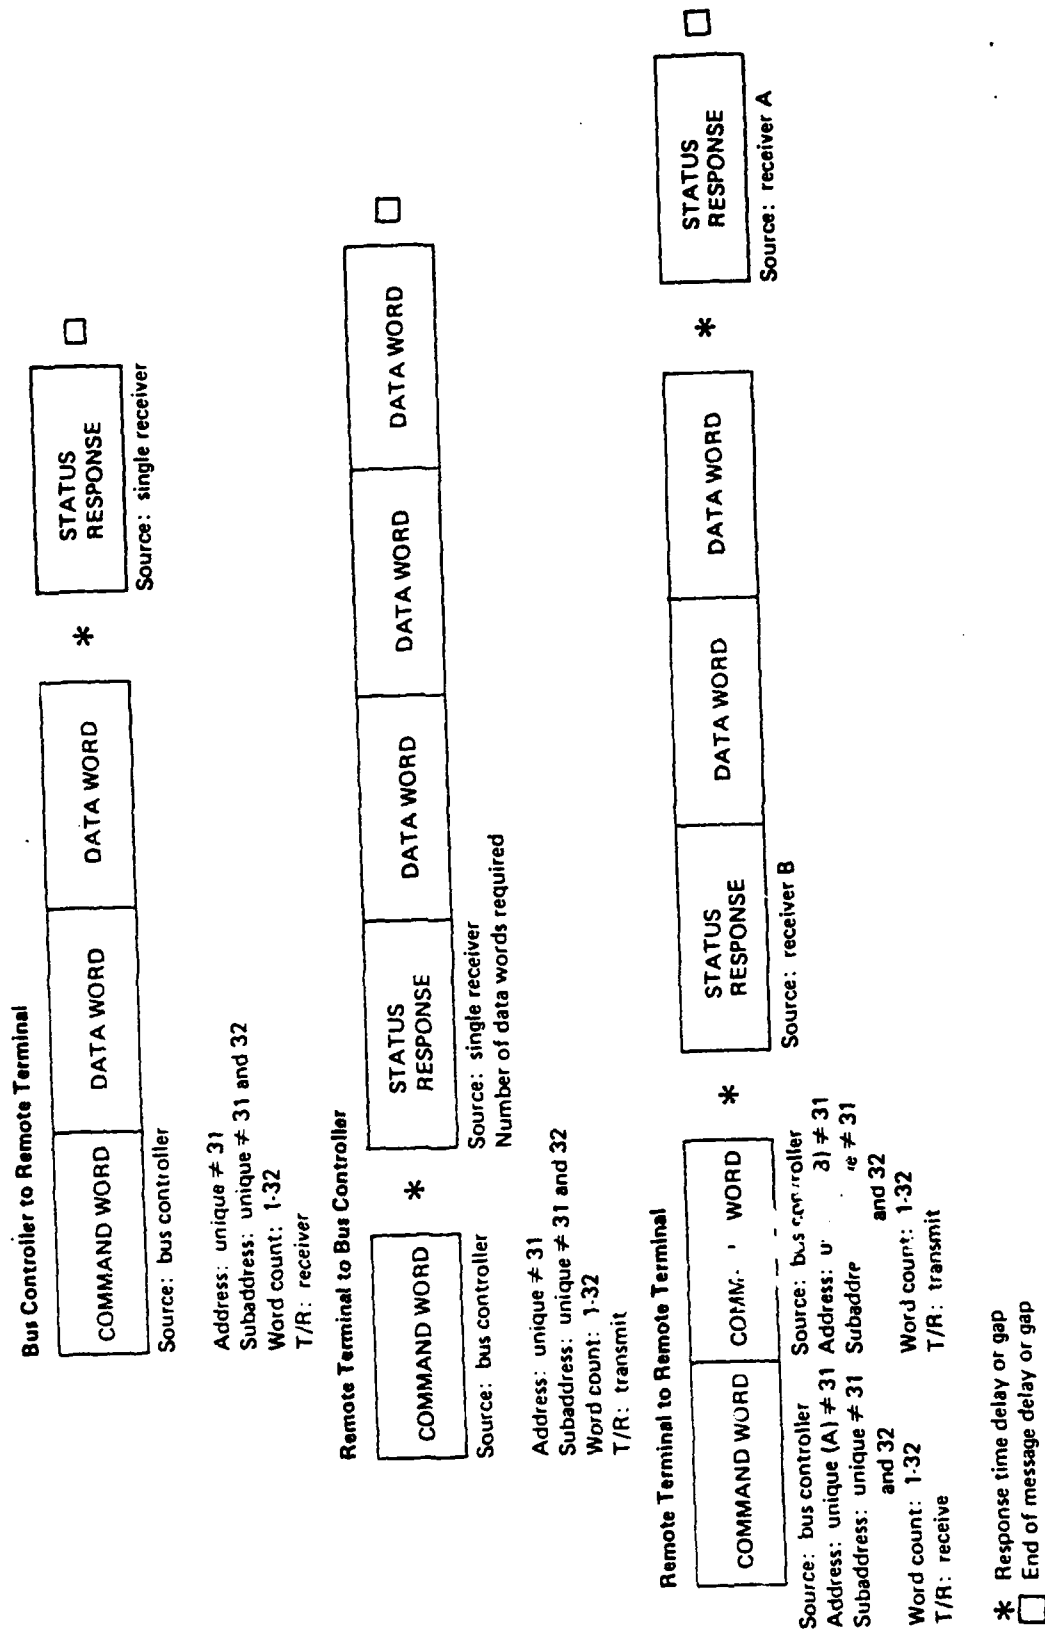 Bus Controller to Remote Terminal
COMMAND WORD
DATA WORD
DATA WORD
*
STATUS
RESPONSE
Source: bus controller
Source: single receiver
Address: unique ≠ 31
Subaddress: unique ≠ 31 and 32
Word count: 1-32
T/R: receiver
Remote Terminal to Bus Controller
COMMAND WORD
*
STATUS
RESPONSE
DATA WORD
DATA WORD
DATA WORD
Source: bus controller
Source: single receiver
Number of data words required
Address: unique ≠ 31
Subaddress: unique ≠ 31 and 32
Word count: 1-32
T/R: transmit
Remote Terminal to Remote Terminal
COMMAND WORD
WORD
*
STATUS
RESPONSE
DATA WORD
DATA WORD
*
STATUS
RESPONSE
Source: bus controller
Address: unique (A) ≠ 31
Subaddress: unique ≠ 31
and 32
Word count: 1-32
T/R: receive
Source: bus controller
Address: ≠ 31
≠ 31
and 32
Word count: 1-32
T/R: transmit
Source: receiver B
Source: receiver A
* Response time delay or gap
□ End of message delay or gap